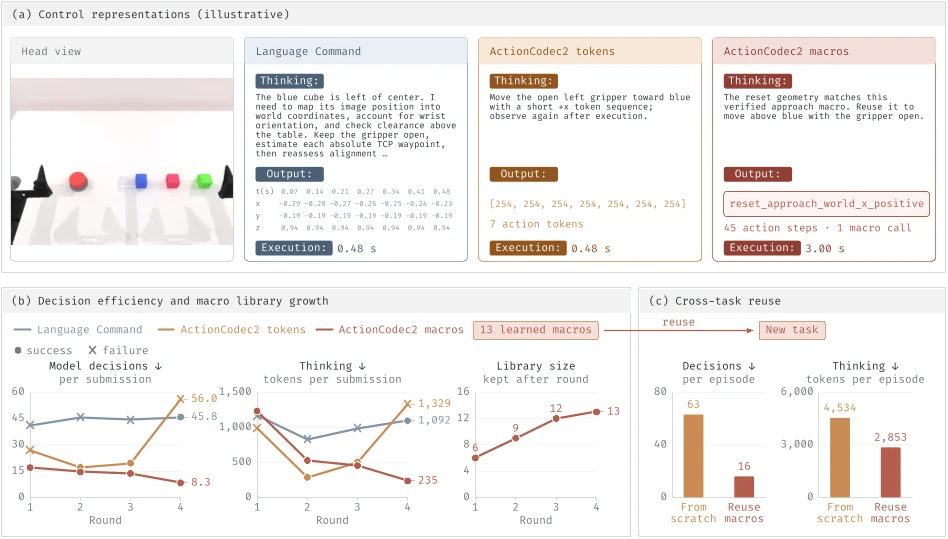 (a) Control representations (illustrative)
Head view
Language Command
Thinking:
The blue cube is left of center. I
need to map its image position into
world coordinates, account for wrist
orientation, and check clearance above
the table. Keep the gripper open,
estimate each absolute TCP waypoint,
then reassess alignment …
Output:
t(s) 0.07 0.14 0.21 0.27 0.34 0.41 0.48
x -0.29 -0.28 -0.27 -0.26 -0.25 -0.24 -0.23
y -0.19 -0.19 -0.19 -0.19 -0.19 -0.19 -0.19
z 0.94 0.94 0.94 0.94 0.94 0.94 0.94
Execution: 0.48 s
ActionCodec2 tokens
Thinking:
Move the open left gripper toward blue
with a short +x token sequence;
observe again after execution.
Output:
[254, 254, 254, 254, 254, 254, 254]
7 action tokens
Execution: 0.48 s
ActionCodec2 macros
Thinking:
The reset geometry matches this
verified approach macro. Reuse it to
move above blue with the gripper open.
Output:
reset_approach_world_x_positive
45 action steps · 1 macro call
Execution: 3.00 s
(b) Decision efficiency and macro library growth
Language Command
ActionCodec2 tokens
ActionCodec2 macros
13 learned macros
success
failure
Model decisions ↓
per submission
60
45
30
15
0
56.0
45.8
8.3
1 2 3 4
Round
Thinking ↓
tokens per submission
1,500
1,000
500
0
1,329
1,092
235
1 2 3 4
Round
Library size
kept after round
16
12
8
4
0
6
9
12
13
1 2 3 4
Round
(c) Cross-task reuse
reuse
New task
Decisions ↓
per episode
80
40
0
63
16
From
scratch
Reuse
macros
Thinking ↓
tokens per episode
6,000
3,000
0
4,534
2,853
From
scratch
Reuse
macros